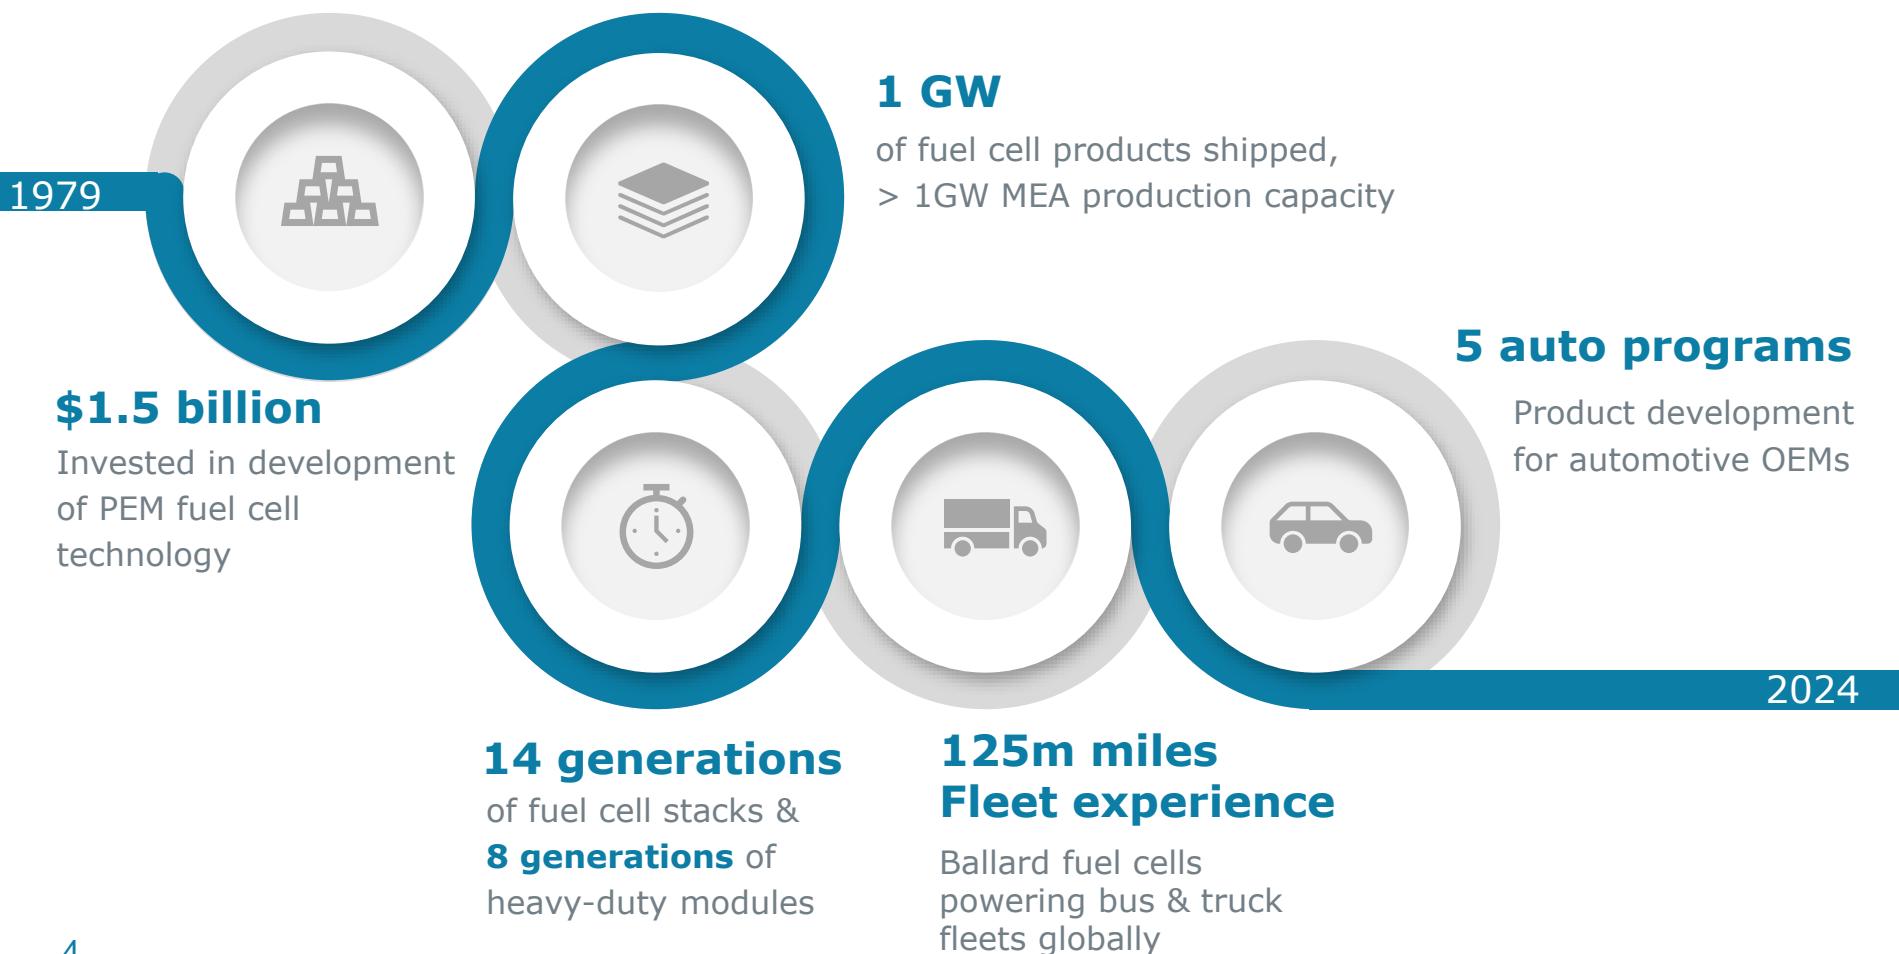 1979
1 GW
of fuel cell products shipped,
> 1GW MEA production capacity
$1.5 billion
Invested in development
of PEM fuel cell
technology
5 auto programs
Product development
for automotive OEMs
2024
14 generations
of fuel cell stacks &
8 generations of
heavy-duty modules
125m miles
Fleet experience
Ballard fuel cells
powering bus & truck
fleets globally
4